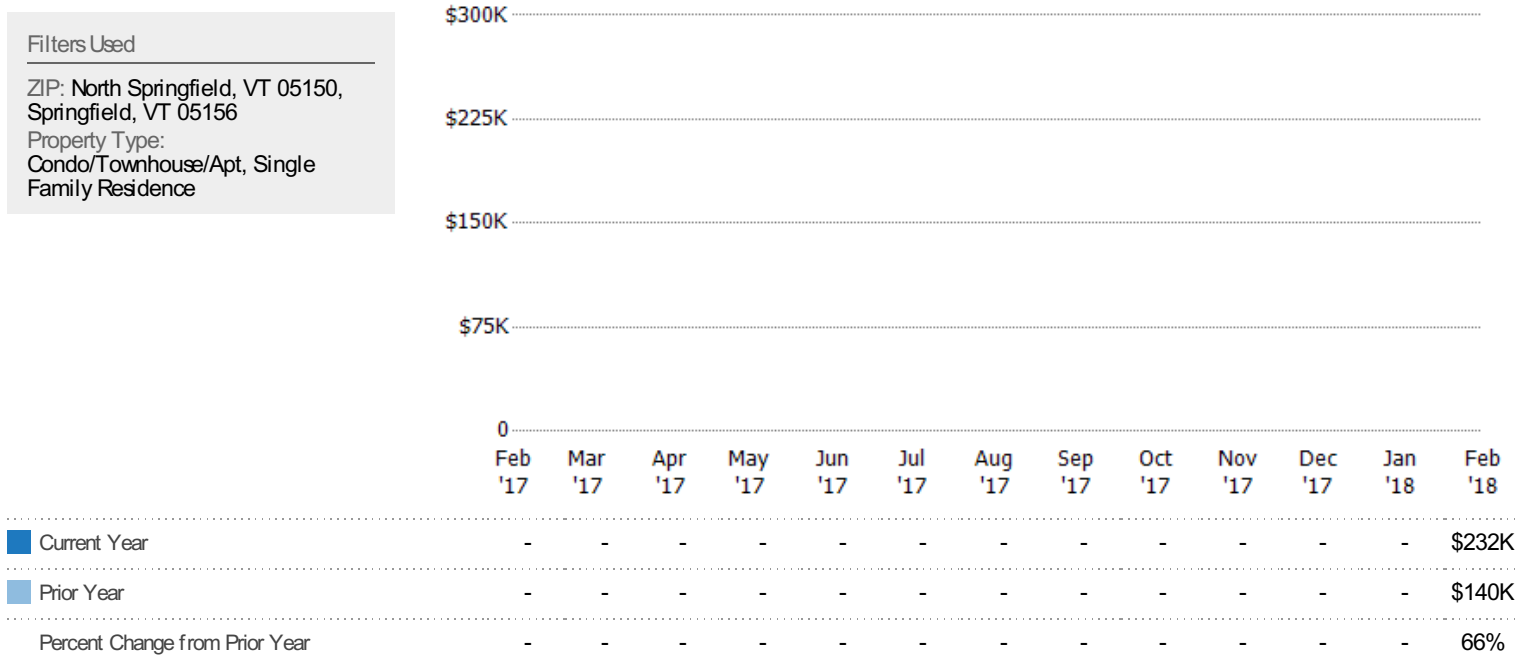 Filters Used
ZIP: North Springfield, VT 05150,
Springfield, VT 05156
Property Type:
Condo/Townhouse/Apt, Single
Family Residence
$300K
$225K
$150K
$75K
0
Feb Mar Apr May Jun Jul Aug Sep Oct Nov Dec Jan Feb
'17 '17 '17 '17 '17 '17 '17 '17 '17 '17 '17 '18 '18
Current Year - - - - - - - - - - - - $232K
Prior Year - - - - - - - - - - - - $140K
Percent Change from Prior Year - - - - - - - - - - - - 66%